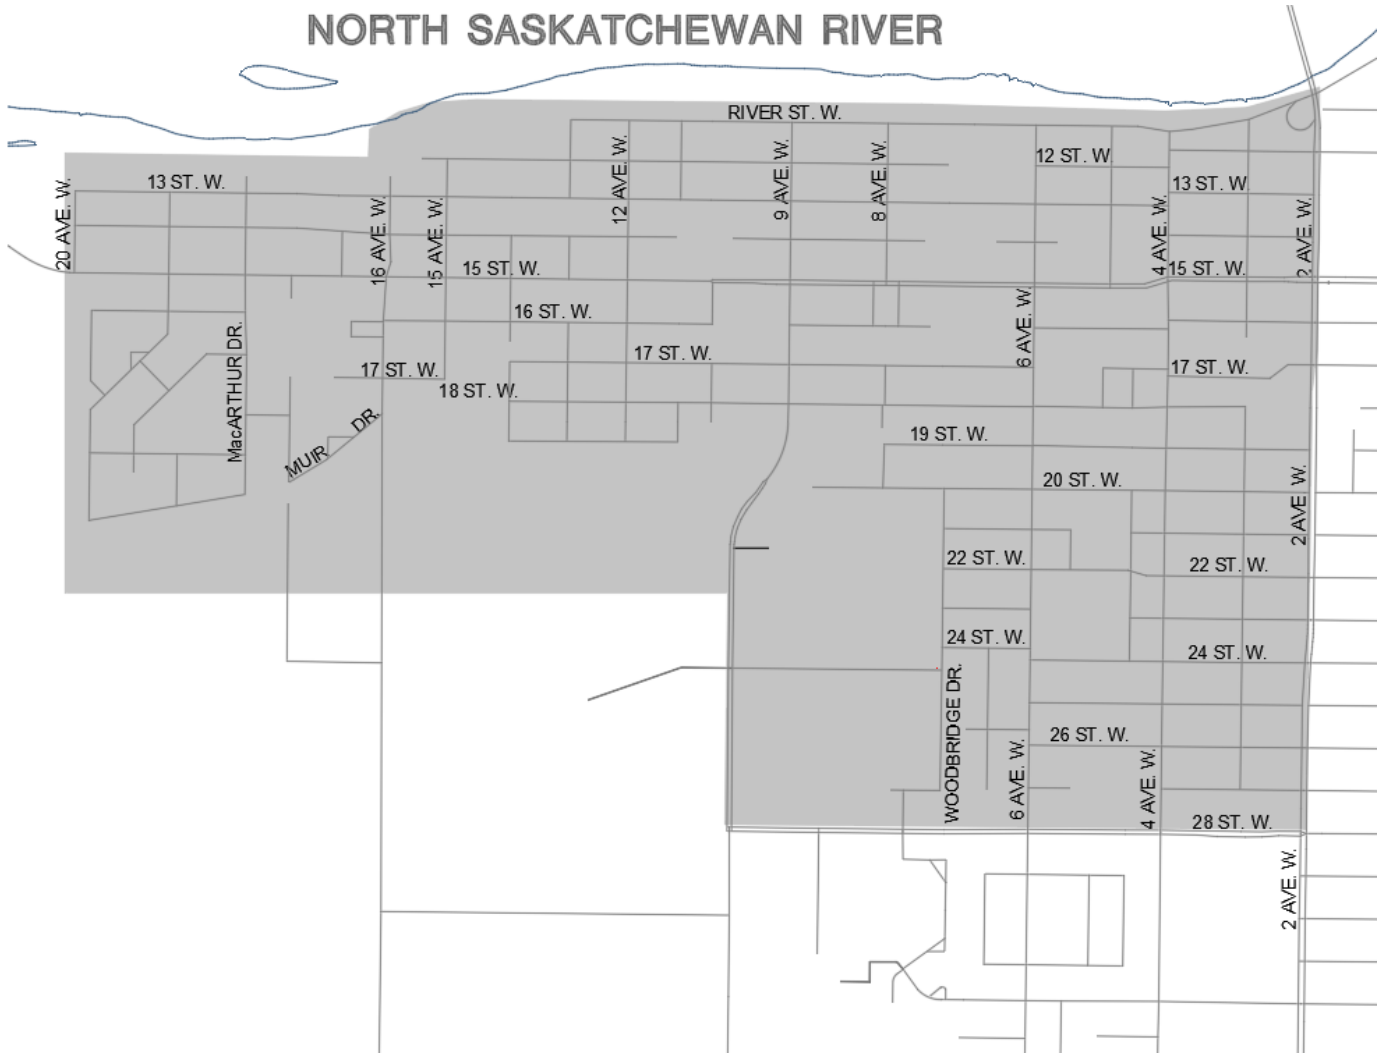 NORTH SASKATCHEWAN RIVER
RIVER ST. W.
12 AVE. W.
9 AVE. W.
8 AVE. W.
12 ST. W.
13 ST. W.
13 ST. W.
20 AVE. W.
16 AVE. W.
15 AVE. W.
4 AVE. W.
2 AVE. W.
15 ST. W.
15 ST. W.
16 ST. W.
6 AVE. W.
MacARTHUR DR.
17 ST. W.
17 ST. W.
17 ST. W.
18 ST. W.
MUIR DR.
19 ST. W.
20 ST. W.
2 AVE W.
22 ST. W.
22 ST. W.
24 ST. W.
24 ST. W.
WOODBRIDGE DR.
26 ST. W.
6 AVE. W.
4 AVE. W.
28 ST. W.
2 AVE. W.